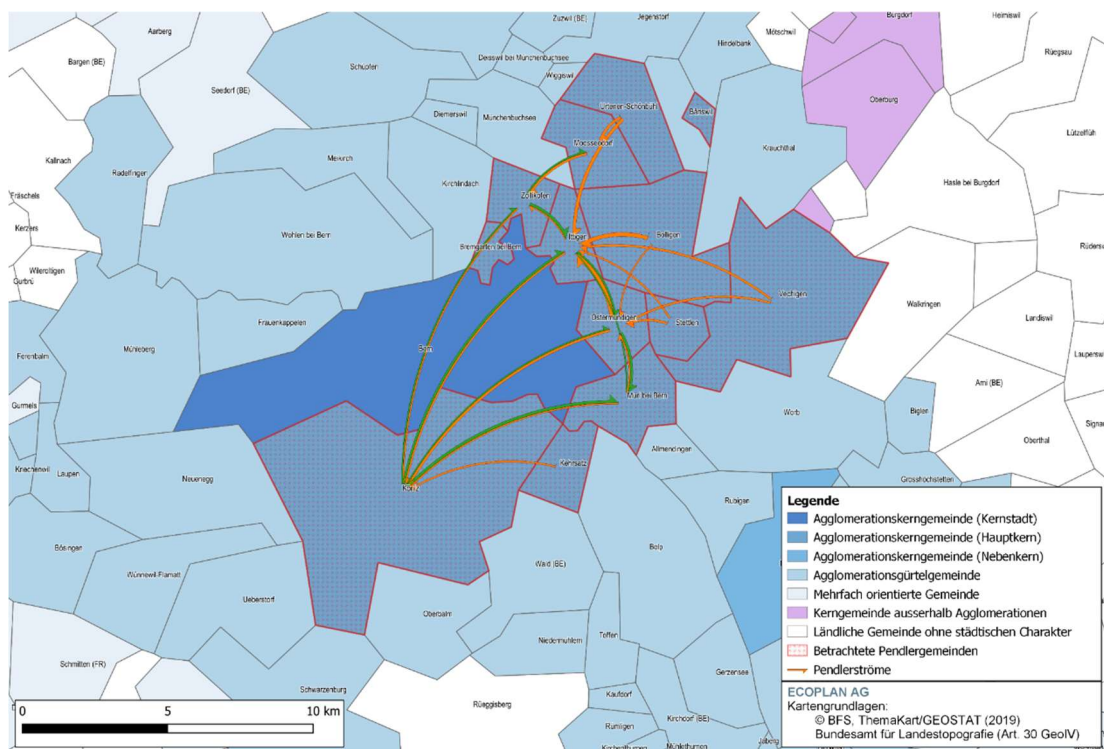 Zuzwil (BE)
Jegenstorf
Burgdorf
Heimiswil
Aarberg
Mötschwil
Bargen (BE)
Deisswil bei Münchenbuchsee
Hindelbank
Rüegsau
Schüpfen
Wiggiswil
Seedorf (BE)
Oberburg
Urtenen-Schönbühl
Bäriswil
Diemerswil
Münchenbuchsee
Lützelflüh
Moosseedorf
Krauchthal
Kallnach
Meikirch
Radelfingen
Kirchlindach
Hasle bei Burgdorf
Fräschels
Zollikofen
Kerzers
Wohlen bei Bern
Ittigen
Bolligen
Bremgarten bei Bern
Wileroltigen
Gurbrü
Vechigen
Walkringen
Landiswil
Ostermundigen
Stettlen
Frauenkappelen
Mühleberg
Bern
Ferenbalm
Lauperswil
Arni (BE)
Muri bei Bern
Gurmels
Worb
Biglen
Oberthal
Allmendingen
Kehrsatz
Kriechenwil
Laupen
Neuenegg
Köniz
Grosshöchstetten
Rubigen
Bösingen
Belp
Wald (BE)
Wünnewil-Flamatt
Ueberstorf
Oberbalm
Niedermuhlern
Toffen
Schmitten (FR)
Gerzensee
Schwarzenburg
Kaufdorf
Rüeggisberg
Kirchdorf (BE)
Legende
Agglomerationskerngemeinde (Kernstadt)
Agglomerationskerngemeinde (Hauptkern)
Agglomerationskerngemeinde (Nebenkern)
Agglomerationsgürtelgemeinde
Mehrfach orientierte Gemeinde
Kerngemeinde ausserhalb Agglomerationen
Ländliche Gemeinde ohne städtischen Charakter
Betrachtete Pendlergemeinden
Pendlerströme
ECOPLAN AG
Kartengrundlagen:
© BFS, ThemaKart/GEOSTAT (2019)
Bundesamt für Landestopografie (Art. 30 GeoIV)
0 5 10 km